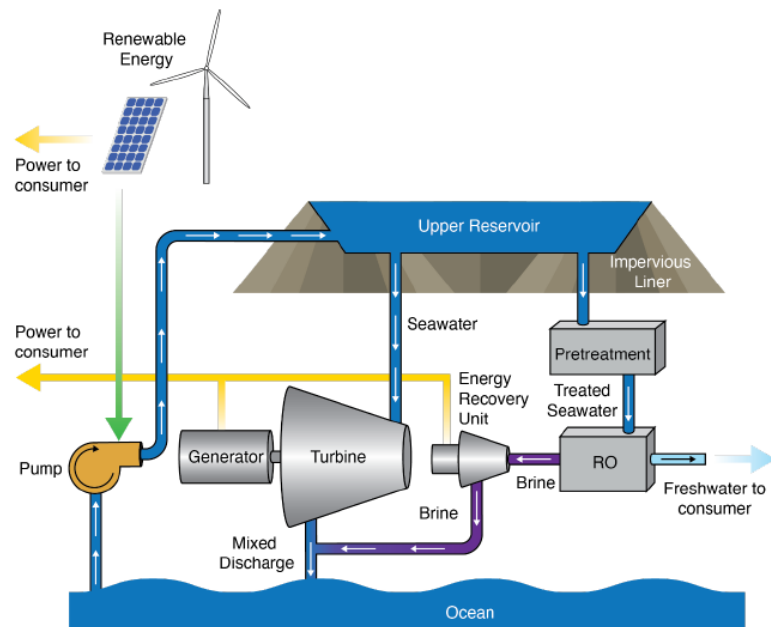 Renewable
Energy
Power to
consumer
Upper Reservoir
Impervious
Liner
Seawater
Power to
consumer
Pretreatment
Energy
Recovery
Unit
Treated
Seawater
Generator
Turbine
RO
Pump
Brine
Freshwater to
consumer
Brine
Mixed
Discharge
Ocean